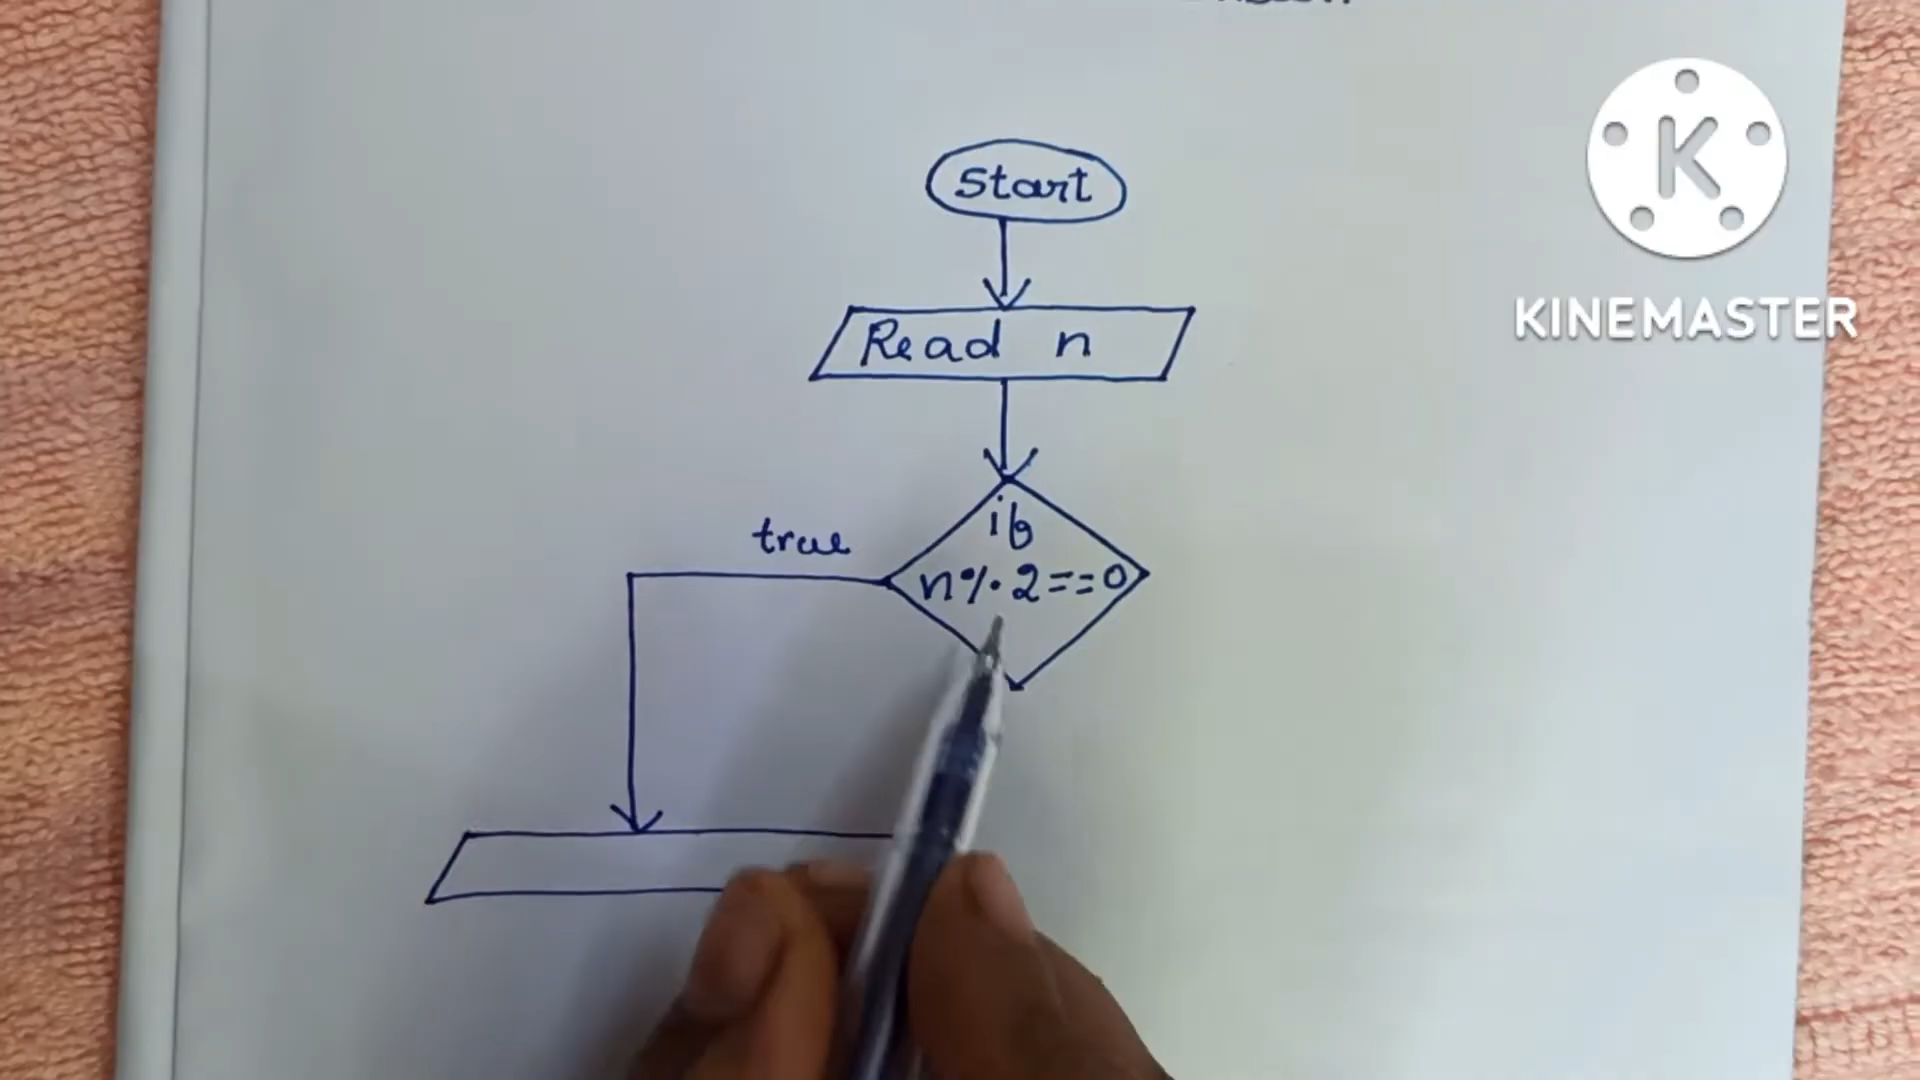 Start
Read n
if
true
n%2==0
KINEMASTER